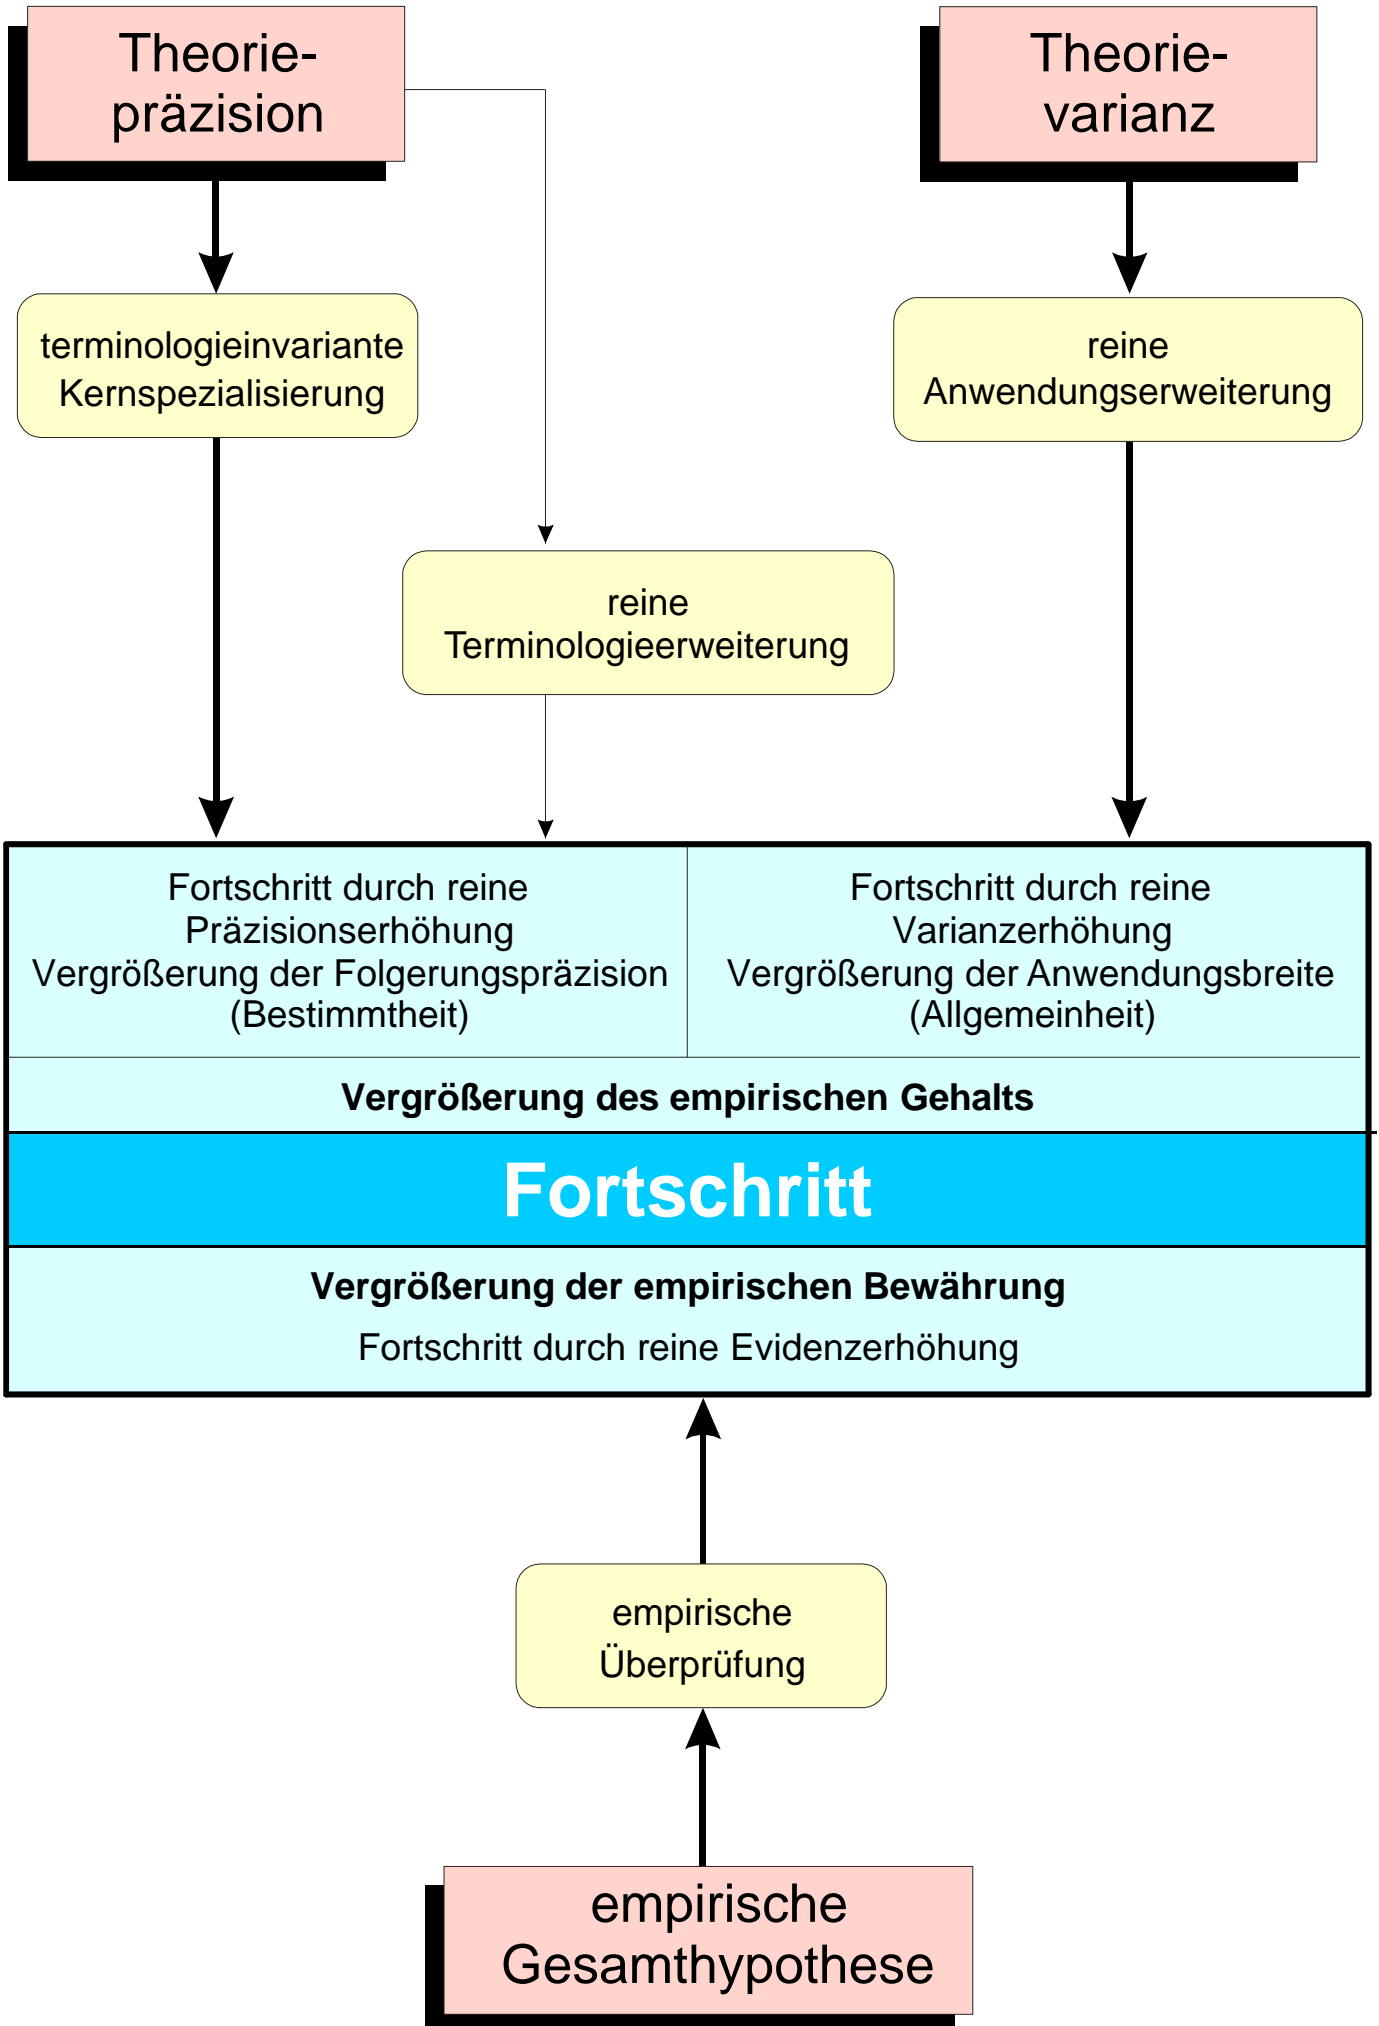 Theorie-
präzision
Theorie-
varianz
terminologieinvariante
Kernspezialisierung
reine
Anwendungserweiterung
reine
Terminologieerweiterung
Fortschritt durch reine
Präzisionserhöhung
Vergrößerung der Folgerungspräzision
(Bestimmtheit)
Fortschritt durch reine
Varianzerhöhung
Vergrößerung der Anwendungsbreite
(Allgemeinheit)
Vergrößerung des empirischen Gehalts
Fortschritt
Vergrößerung der empirischen Bewährung
Fortschritt durch reine Evidenzerhöhung
empirische
Überprüfung
empirische
Gesamthypothese